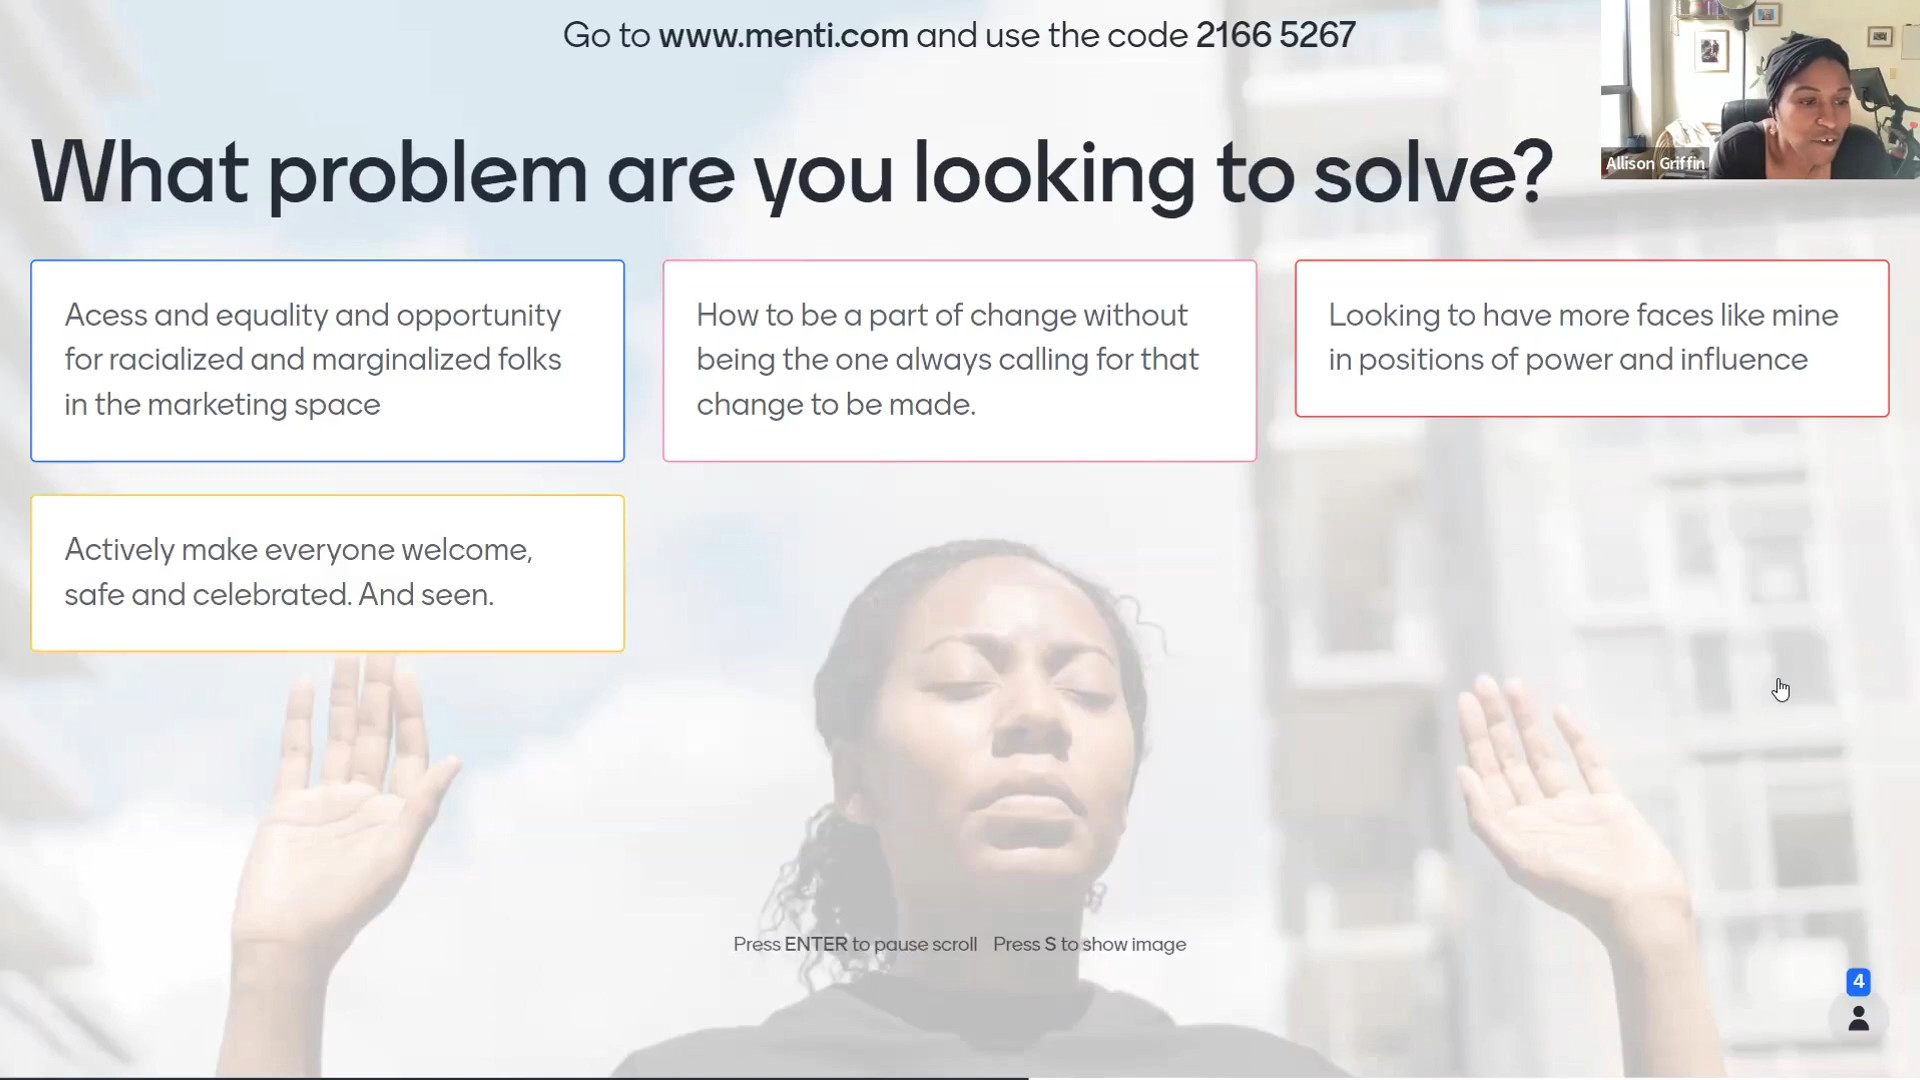 Go to www.menti.com and use the code 2166 5267
Allison Griffin
What problem are you looking to solve?
Acess and equality and opportunity
for racialized and marginalized folks
in the marketing space
How to be a part of change without
being the one always calling for that
change to be made.
Looking to have more faces like mine
in positions of power and influence
Actively make everyone welcome,
safe and celebrated. And seen.
Press ENTER to pause scroll Press S to show image
4